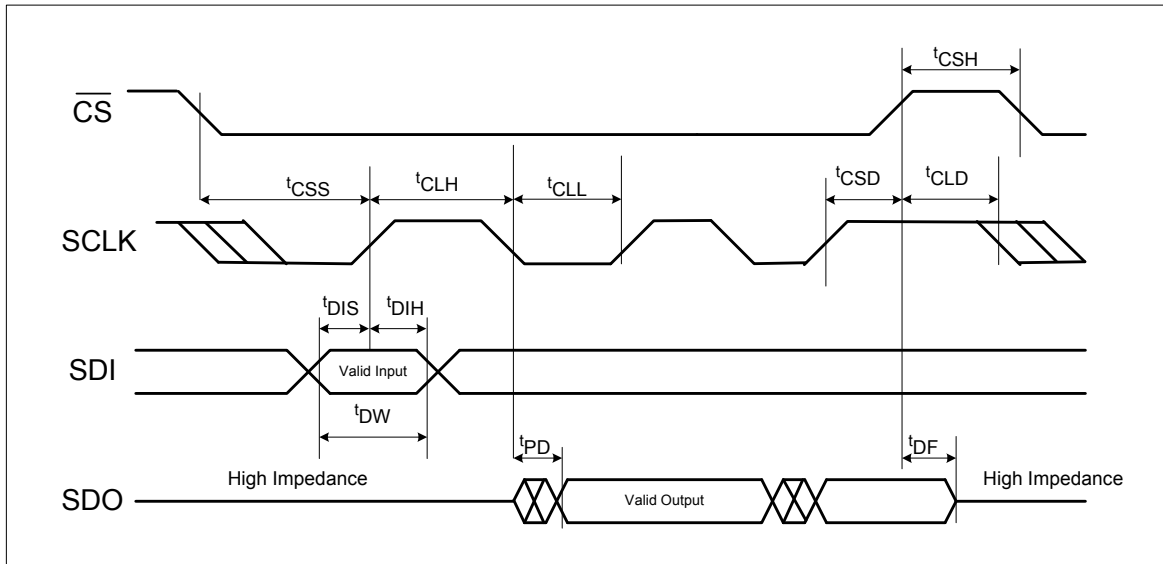 tCSH
CS
tCSS tCLH tCLL tCSD tCLD
SCLK
tDIS tDIH
SDI Valid Input
tDW
tPD tDF
High Impedance High Impedance
SDO Valid Output